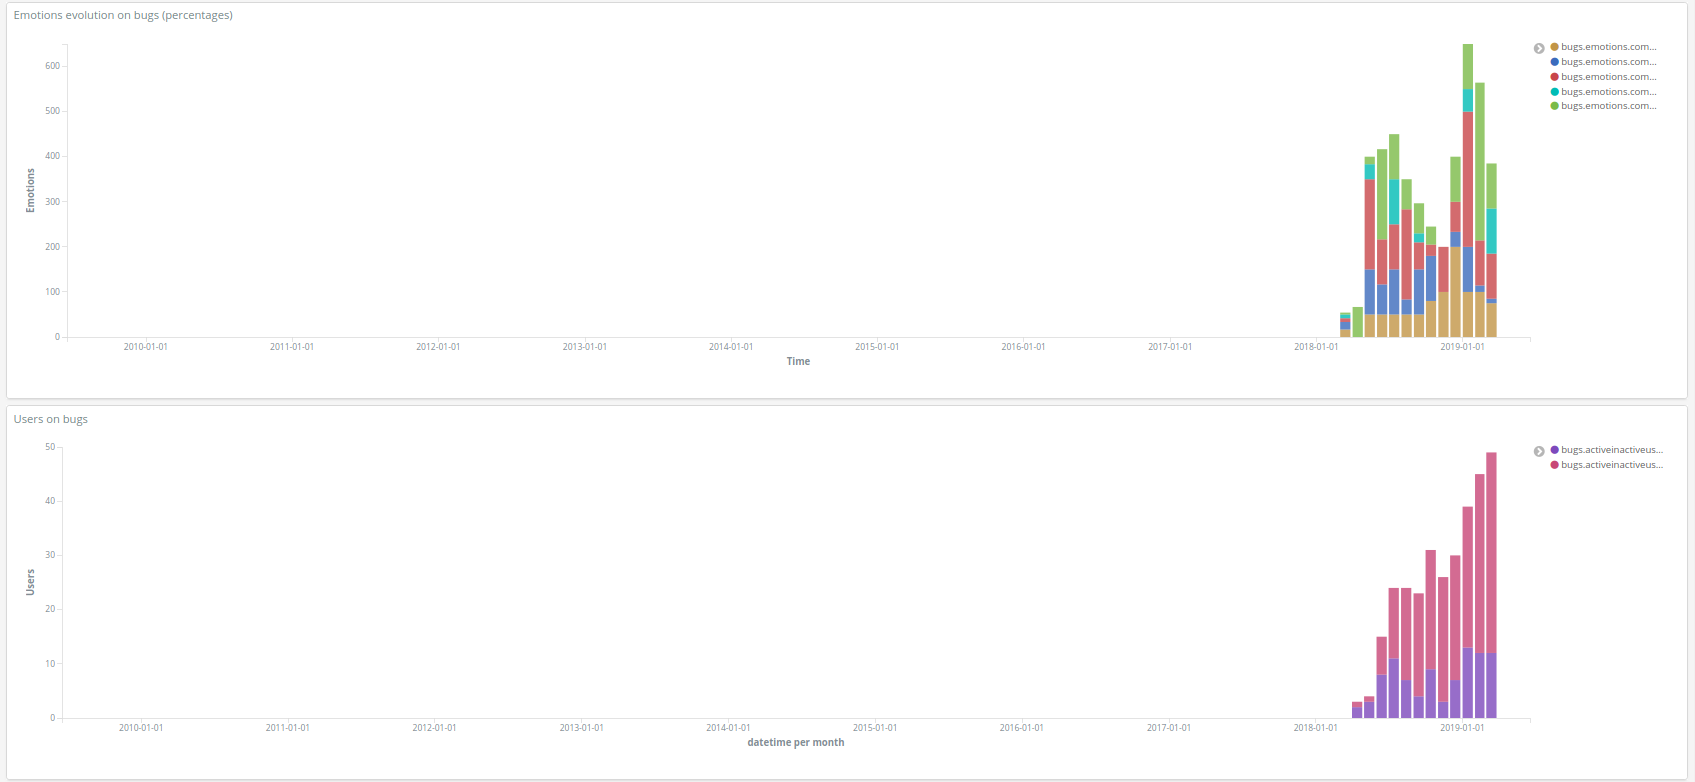 Emotions evolution on bugs (percentages)
600
500
400
300
200
100
0
Emotions
2010-01-01 2011-01-01 2012-01-01 2013-01-01 2014-01-01 2015-01-01 2016-01-01 2017-01-01 2018-01-01 2019-01-01
Time
bugs.emotions.com...
bugs.emotions.com...
bugs.emotions.com...
bugs.emotions.com...
bugs.emotions.com...
Users on bugs
50
40
30
20
10
0
Users
2010-01-01 2011-01-01 2012-01-01 2013-01-01 2014-01-01 2015-01-01 2016-01-01 2017-01-01 2018-01-01 2019-01-01
datetime per month
bugs.activeinactiveus...
bugs.activeinactiveus...